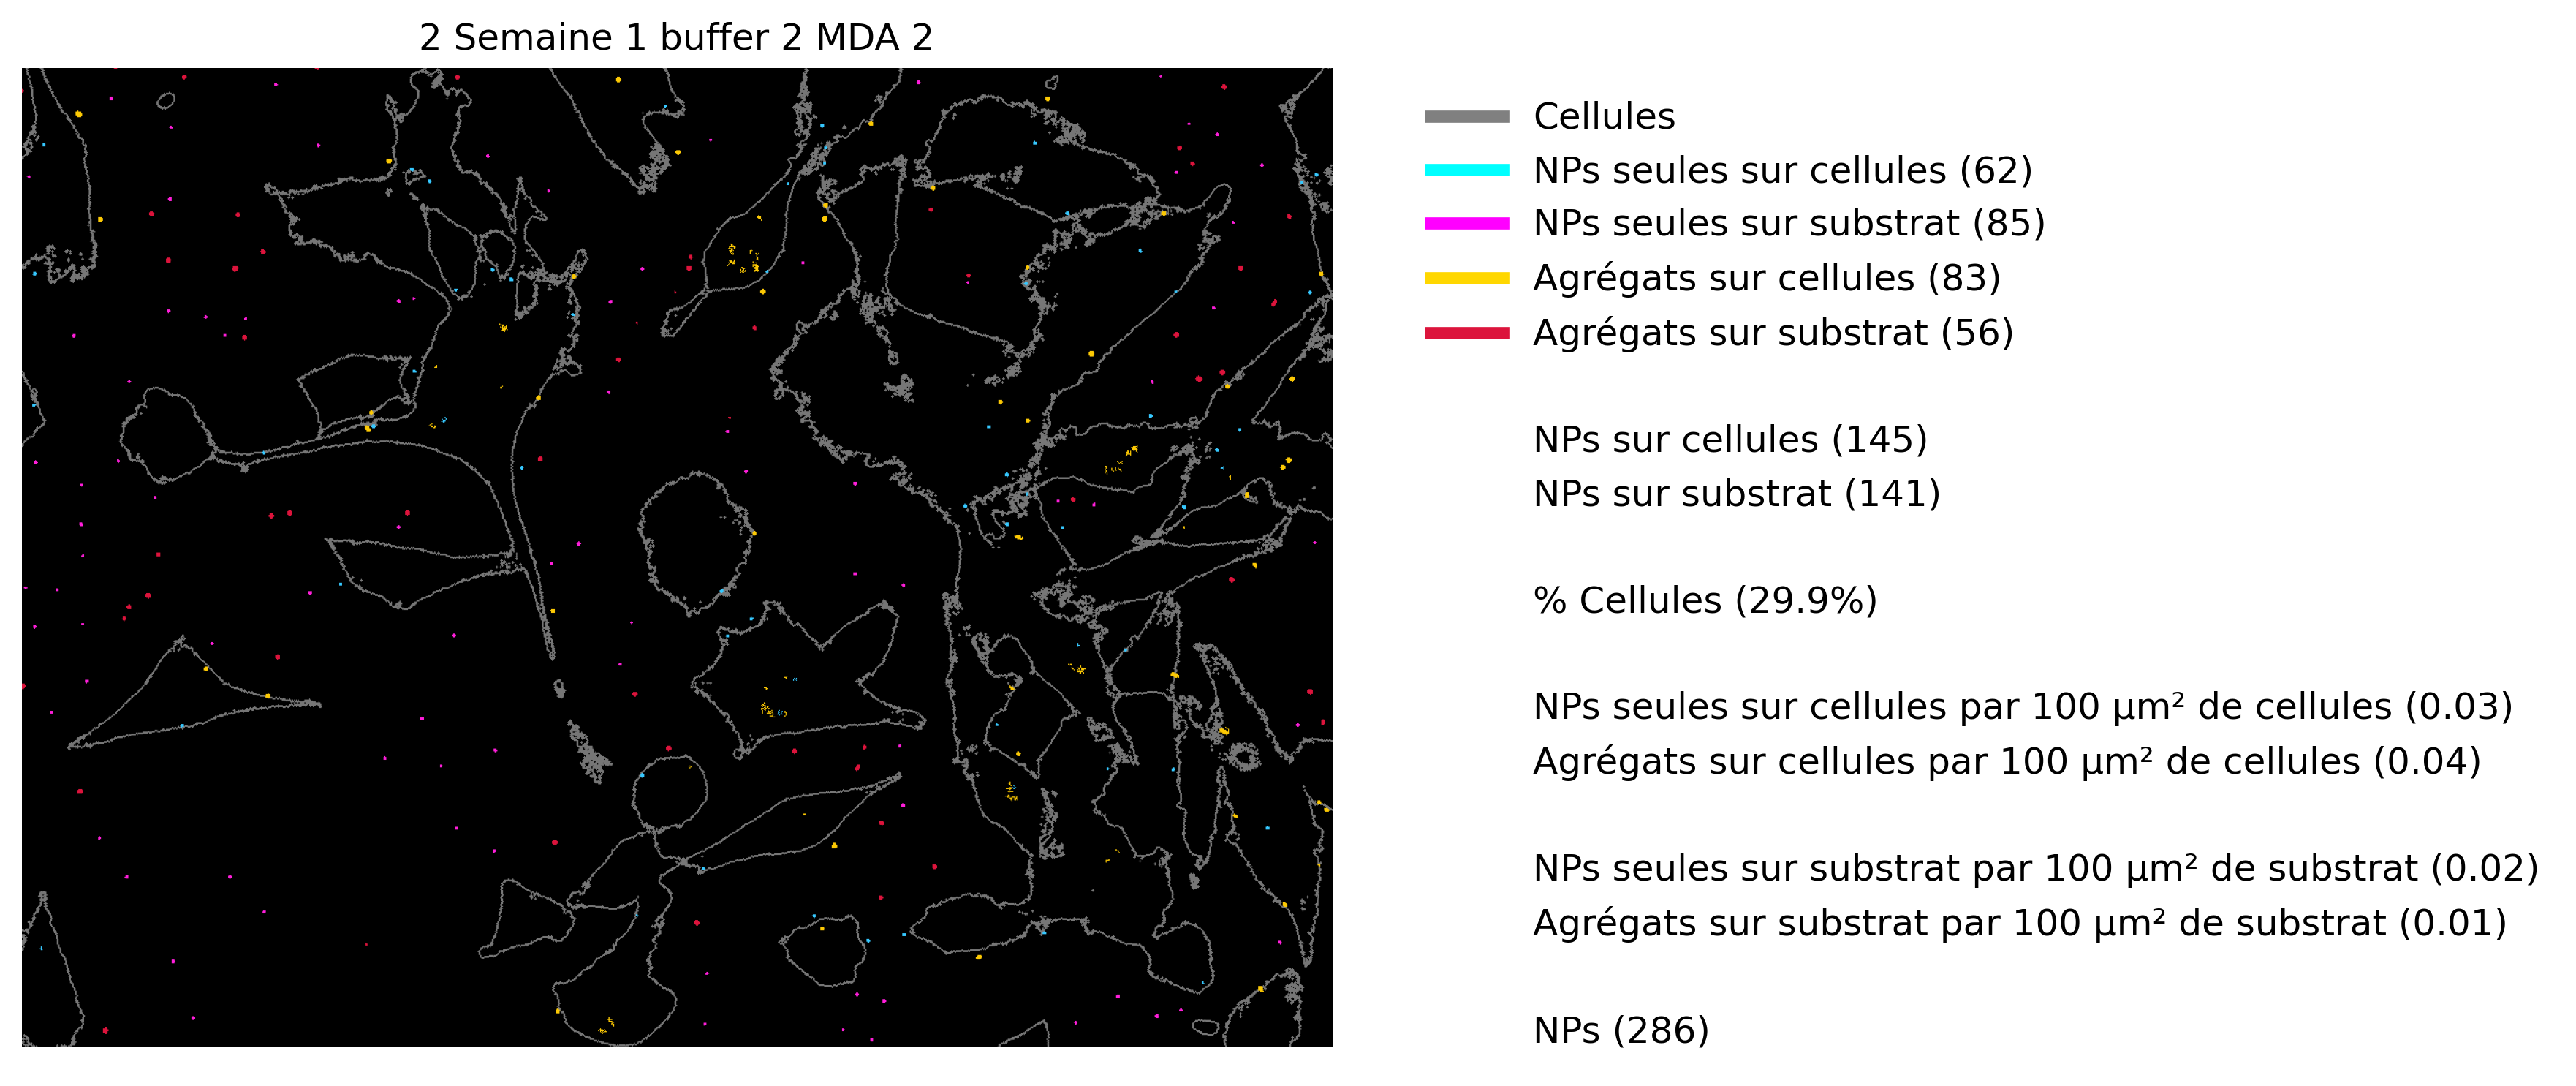 2 Semaine 1 buffer 2 MDA 2
Cellules
NPs seules sur cellules (62)
NPs seules sur substrat (85)
Agrégats sur cellules (83)
Agrégats sur substrat (56)
NPs sur cellules (145)
NPs sur substrat (141)
% Cellules (29.9%)
NPs seules sur cellules par 100 µm² de cellules (0.03)
Agrégats sur cellules par 100 µm² de cellules (0.04)
NPs seules sur substrat par 100 µm² de substrat (0.02)
Agrégats sur substrat par 100 µm² de substrat (0.01)
NPs (286)